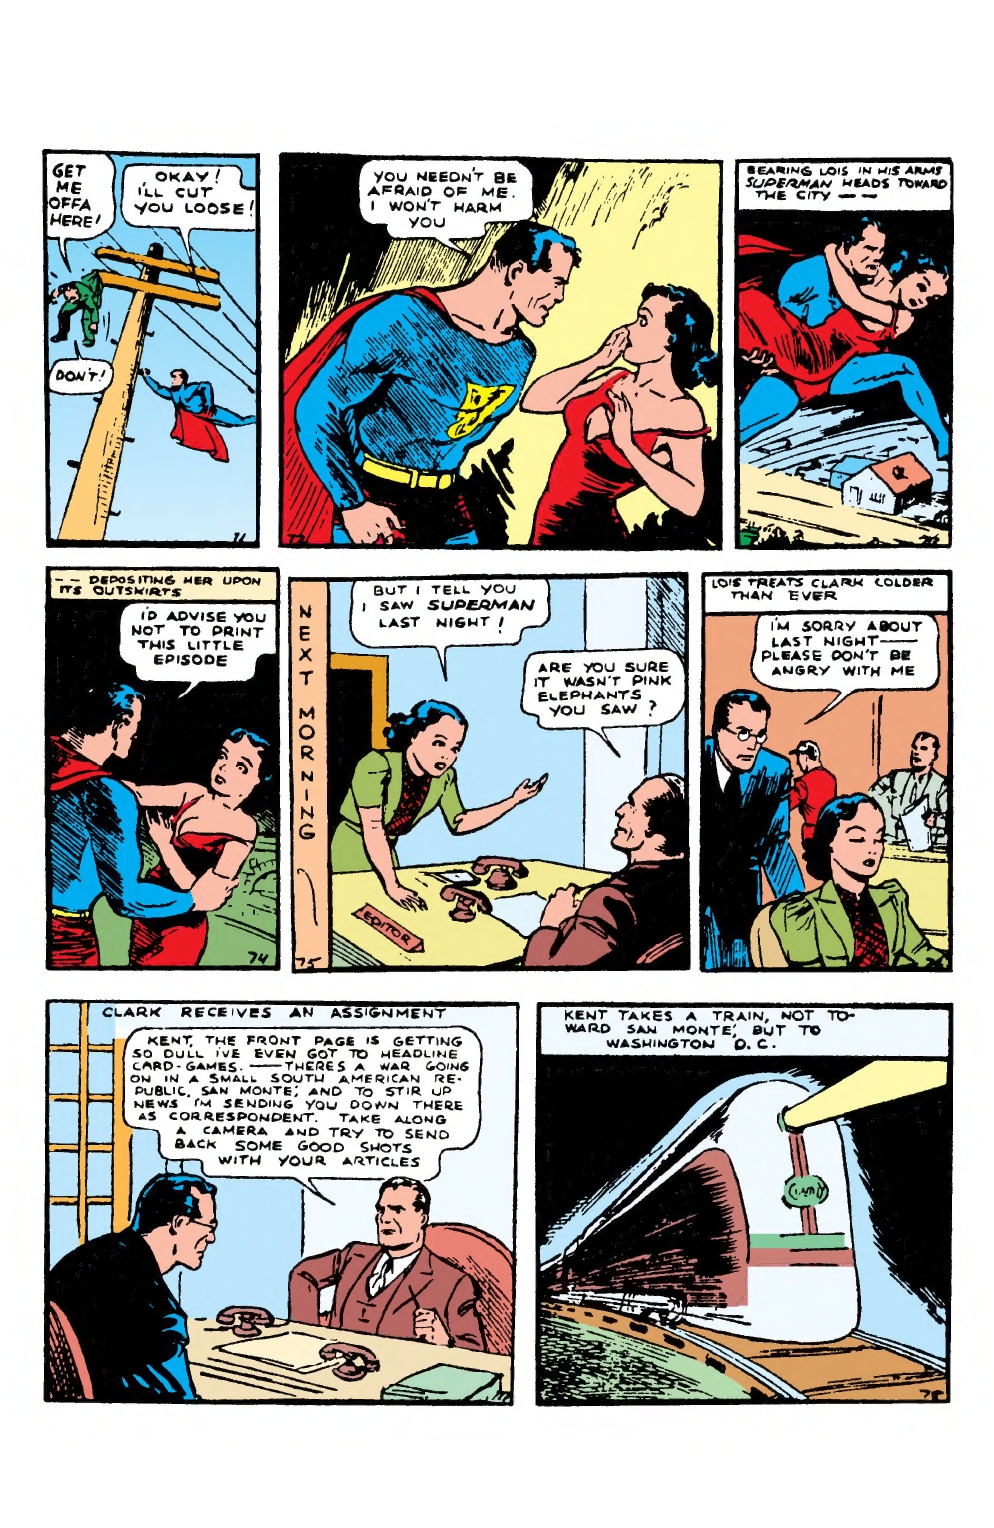 GET
ME
OFFA
HERE!
OKAY!
I'LL CUT
YOU LOOSE!
DON'T!
YOU NEEDN'T BE
AFRAID OF ME.
I WON'T HARM
YOU
BEARING LOIS IN HIS ARMS
SUPERMAN HEADS TOWARD
THE CITY — —
— — DEPOSITING HER UPON
ITS OUTSKIRTS
I'D ADVISE YOU
NOT TO PRINT
THIS LITTLE
EPISODE
74
NEXT MORNING
BUT I TELL YOU
I SAW SUPERMAN
LAST NIGHT!
ARE YOU SURE
IT WASN'T PINK
ELEPHANTS
YOU SAW?
EDITOR
75
LOIS TREATS CLARK COLDER
THAN EVER
I'M SORRY ABOUT
LAST NIGHT——
PLEASE DON'T BE
ANGRY WITH ME
CLARK RECEIVES AN ASSIGNMENT
KENT, THE FRONT PAGE IS GETTING
SO DULL I'VE EVEN GOT TO HEADLINE
CARD-GAMES. —— THERE'S A WAR GOING
ON IN A SMALL SOUTH AMERICAN RE-
PUBLIC, SAN MONTE', AND TO STIR UP
NEWS I'M SENDING YOU DOWN THERE
AS CORRESPONDENT. TAKE ALONG
A CAMERA AND TRY TO SEND
BACK SOME GOOD SHOTS
WITH YOUR ARTICLES
KENT TAKES A TRAIN, NOT TO-
WARD SAN MONTE', BUT TO
WASHINGTON D.C.
78